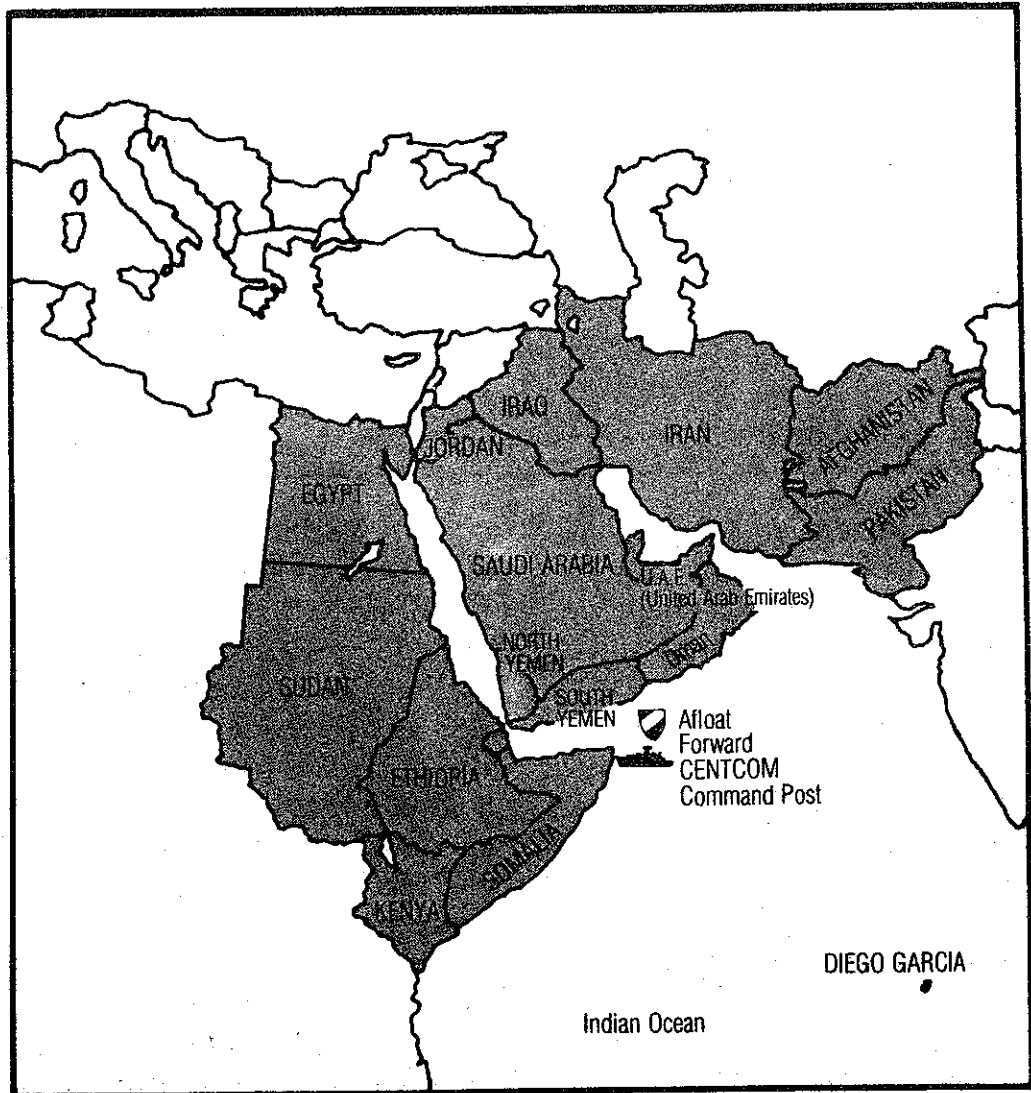 IRAQ
JORDAN
IRAN
AFGHANISTAN
PAKISTAN
EGYPT
SAUDI ARABIA
U.A.E.
(United Arab Emirates)
NORTH
YEMEN
Oman
SUDAN
SOUTH
YEMEN
Afloat
Forward
CENTCOM
Command Post
ETHIOPIA
SOMALIA
KENYA
DIEGO GARCIA
Indian Ocean